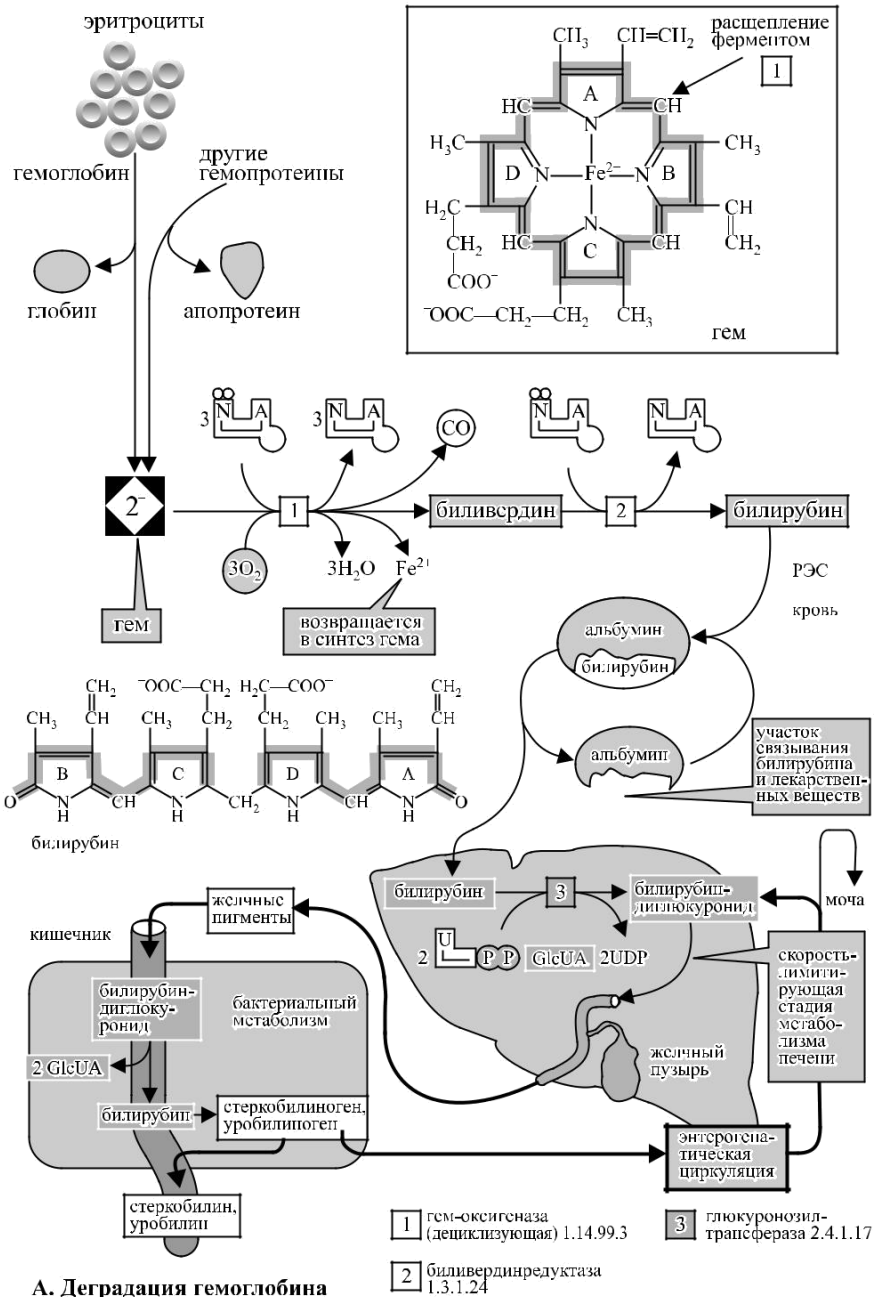 эритроциты
гемоглобин
другие
гемопротеины
глобин
апопротеин
CH3
CH=CH2
расщепление
ферментом
1
HC
A
CH
N
H3C
D
N
Fe2−
N
B
CH3
H2C
N
CH
CH2
HC
C
CH
CH2
COO−
−OOC—CH2—CH2
CH3
гем
3
N A
3
N A
CO
N A
N A
2−
1
биливердин
2
билирубин
3O2
3H2O
Fe2+
гем
возвращается
в синтез гема
РЭС
кровь
альбумин
билирубин
альбумин
участок
связывания
билирубина
и лекарствен-
ных веществ
CH2
−OOC—CH2
H2C—COO−
CH2
CH3
CH
CH3
CH2
CH2
CH3
CH3
CH
B
C
D
A
O
N
H
CH
N
H
CH2
N
H
CH
N
H
O
билирубин
желчные
пигменты
билирубин
3
билирубин-
диглюкуронид
моча
2
U
P P
GlcUA
2UDP
скорость-
лимити-
рующая
стадия
метабо-
лизма
печени
желчный
пузырь
кишечник
билирубин-
диглюку-
ронид
бактериальный
метаболизм
2 GlcUA
билирубин
стеркобилиноген,
уробилиноген
энтерогепа-
тическая
циркуляция
стеркобилин,
уробилин
1
гем-оксигеназа
(дециклизующая) 1.14.99.3
3
глюкуронозил-
трансфераза 2.4.1.17
2
биливердинредуктаза
1.3.1.24
А. Деградация гемоглобина